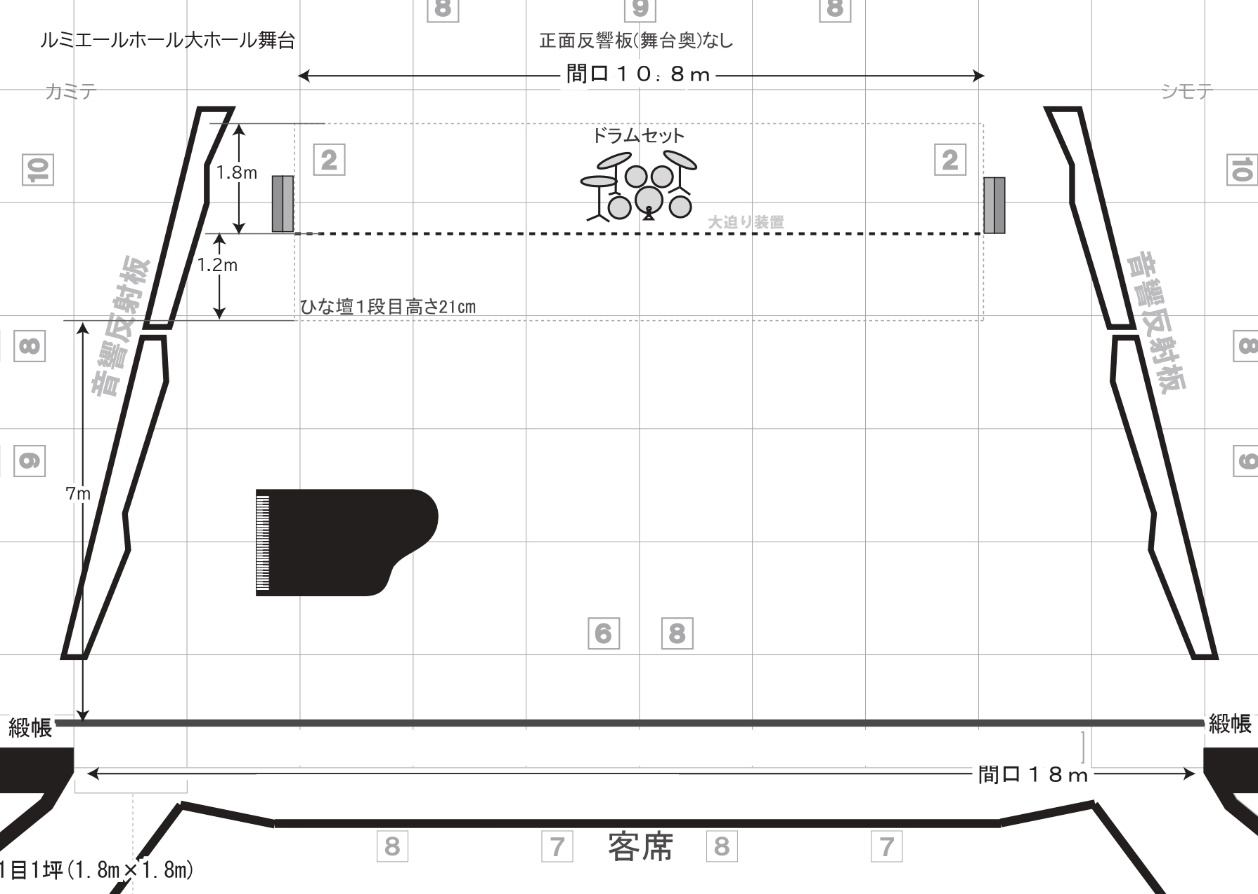 8
9
8
ルミエールホール大ホール舞台
正面反響板(舞台奥)なし
間口１０:８ｍ
カミテ
シモテ
ドラムセット
2
2
10
10
1.8m
大迫り装置
1.2m
ひな壇１段目高さ21cm
音響反射板
音響反射板
8
8
9
9
7m
6
8
緞帳
緞帳
間口１８ｍ
8
7
客席
8
7
1目1坪(1.8m×1.8m)